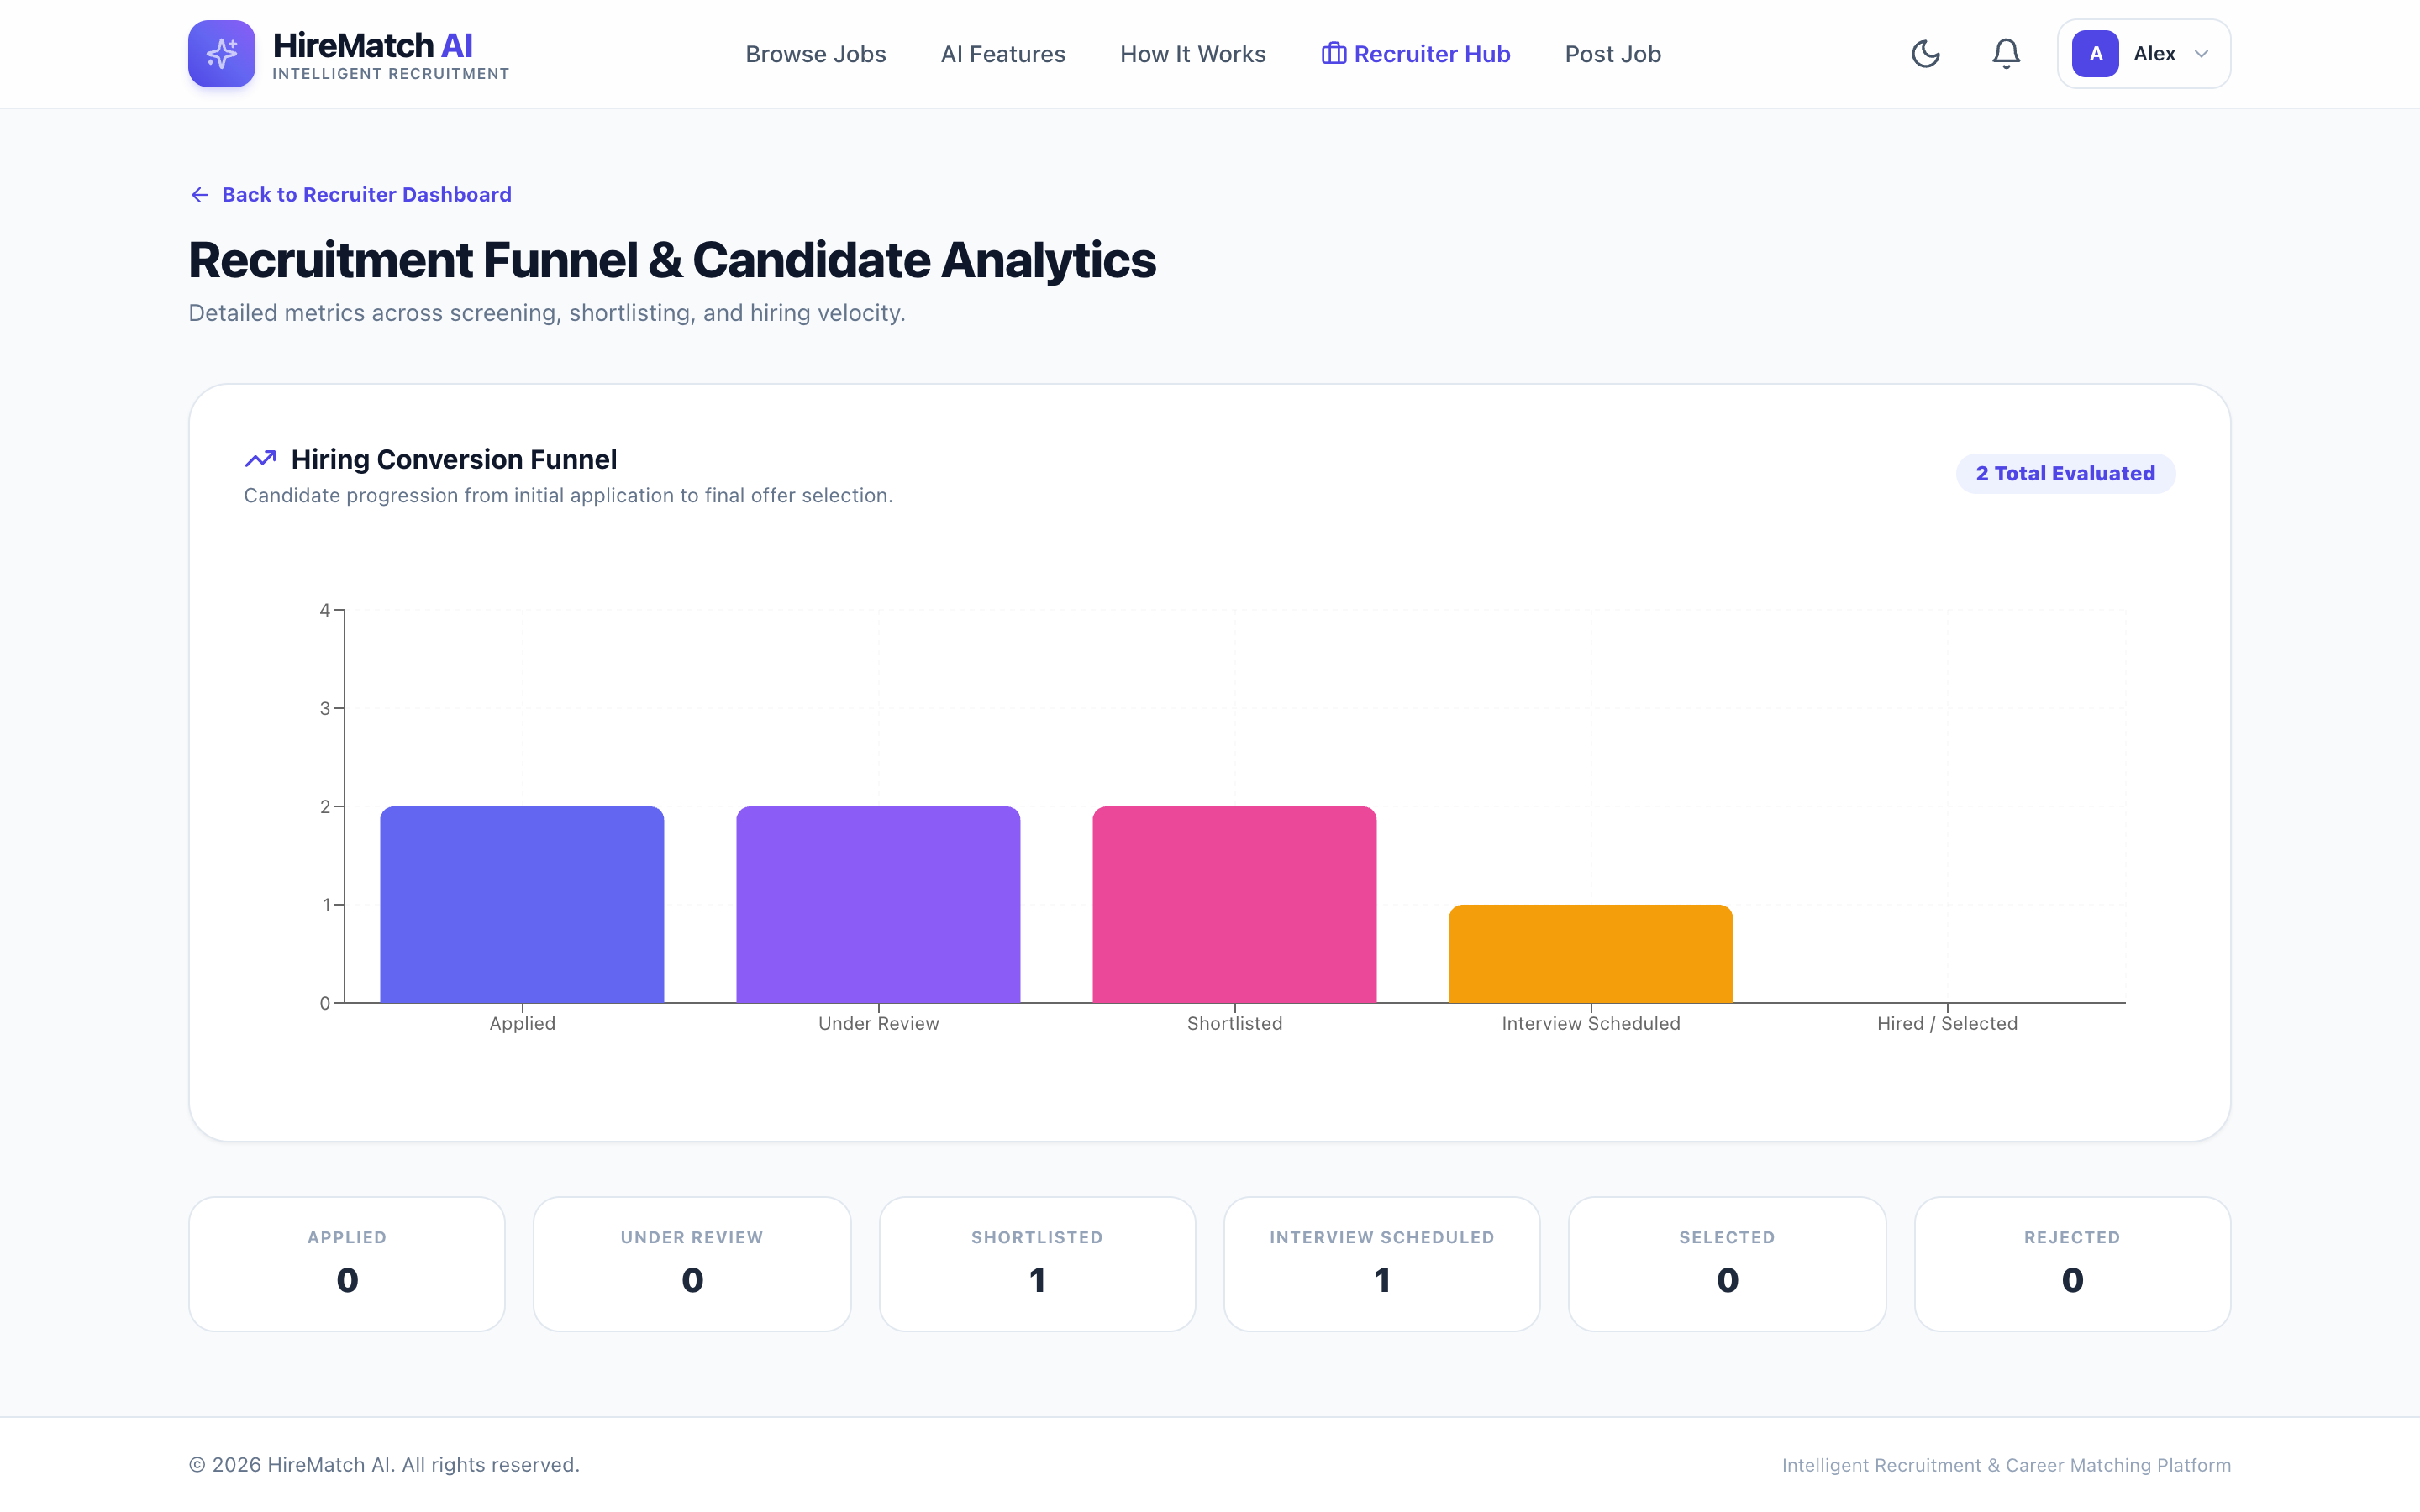 HireMatch AI
INTELLIGENT RECRUITMENT
Browse Jobs
AI Features
How It Works
Recruiter Hub
Post Job
A
Alex
Back to Recruiter Dashboard
Recruitment Funnel & Candidate Analytics
Detailed metrics across screening, shortlisting, and hiring velocity.
Hiring Conversion Funnel
Candidate progression from initial application to final offer selection.
2 Total Evaluated
4
3
2
1
0
Applied
Under Review
Shortlisted
Interview Scheduled
Hired / Selected
APPLIED
0
UNDER REVIEW
0
SHORTLISTED
1
INTERVIEW SCHEDULED
1
SELECTED
0
REJECTED
0
© 2026 HireMatch AI. All rights reserved.
Intelligent Recruitment & Career Matching Platform